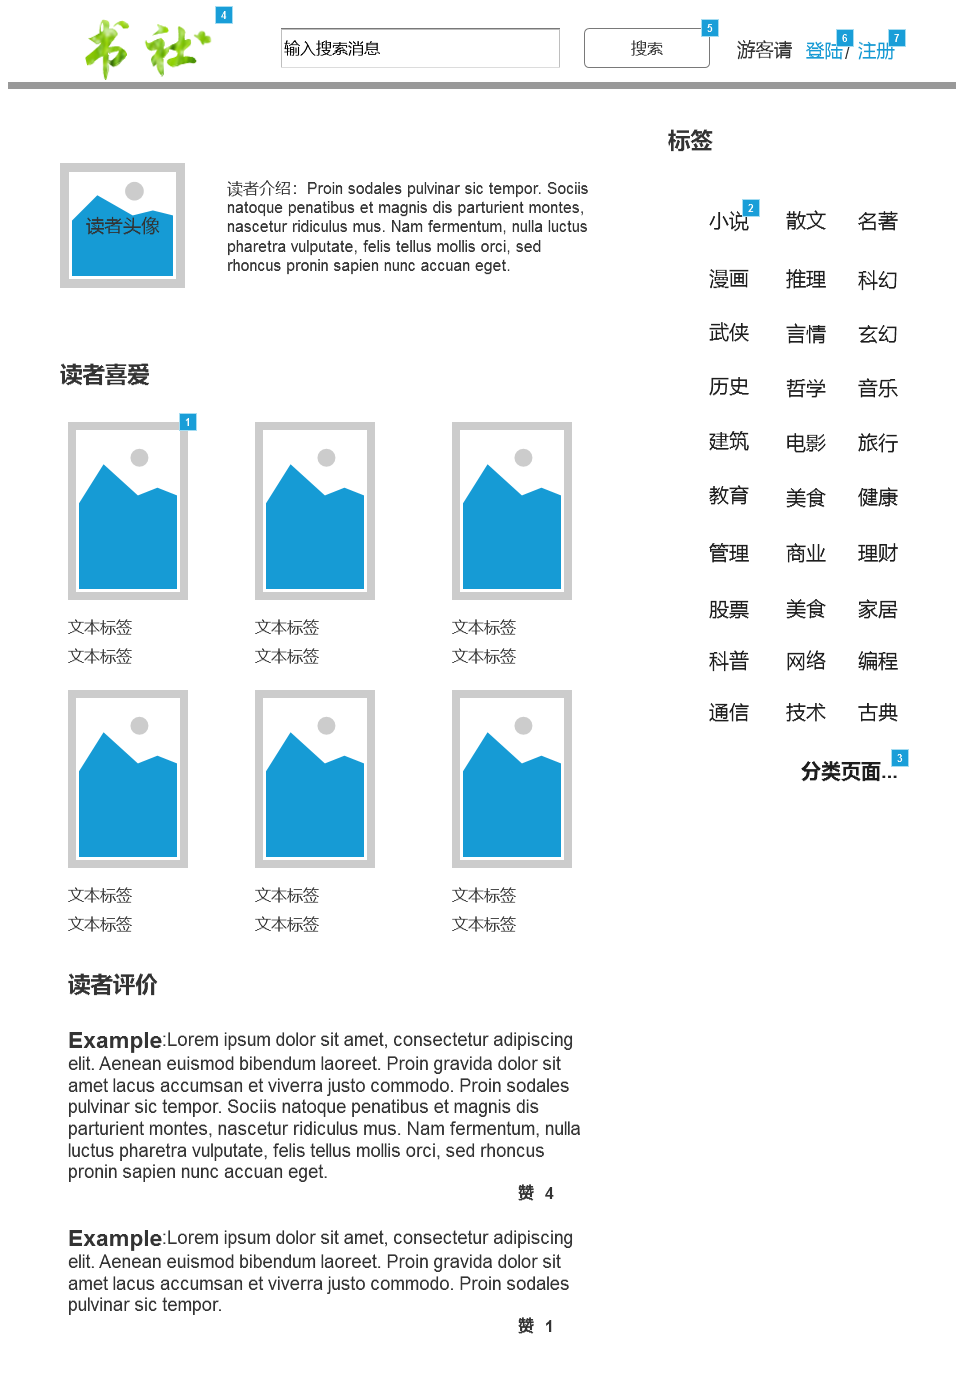 书社 4
输入搜索消息
搜索 5
游客请 登陆 6 / 注册 7
标签
读者头像
读者介绍：Proin sodales pulvinar sic tempor. Sociis
natoque penatibus et magnis dis parturient montes,
nascetur ridiculus mus. Nam fermentum, nulla luctus
pharetra vulputate, felis tellus mollis orci, sed
rhoncus pronin sapien nunc accuan eget.
小说 2 散文 名著
漫画 推理 科幻
武侠 言情 玄幻
历史 哲学 音乐
建筑 电影 旅行
教育 美食 健康
管理 商业 理财
股票 美食 家居
科普 网络 编程
通信 技术 古典
分类页面... 3
读者喜爱
1
文本标签 文本标签 文本标签
文本标签 文本标签 文本标签
文本标签 文本标签 文本标签
文本标签 文本标签 文本标签
读者评价
Example:Lorem ipsum dolor sit amet, consectetur adipiscing
elit. Aenean euismod bibendum laoreet. Proin gravida dolor sit
amet lacus accumsan et viverra justo commodo. Proin sodales
pulvinar sic tempor. Sociis natoque penatibus et magnis dis
parturient montes, nascetur ridiculus mus. Nam fermentum, nulla
luctus pharetra vulputate, felis tellus mollis orci, sed rhoncus
pronin sapien nunc accuan eget.
赞 4
Example:Lorem ipsum dolor sit amet, consectetur adipiscing
elit. Aenean euismod bibendum laoreet. Proin gravida dolor sit
amet lacus accumsan et viverra justo commodo. Proin sodales
pulvinar sic tempor.
赞 1